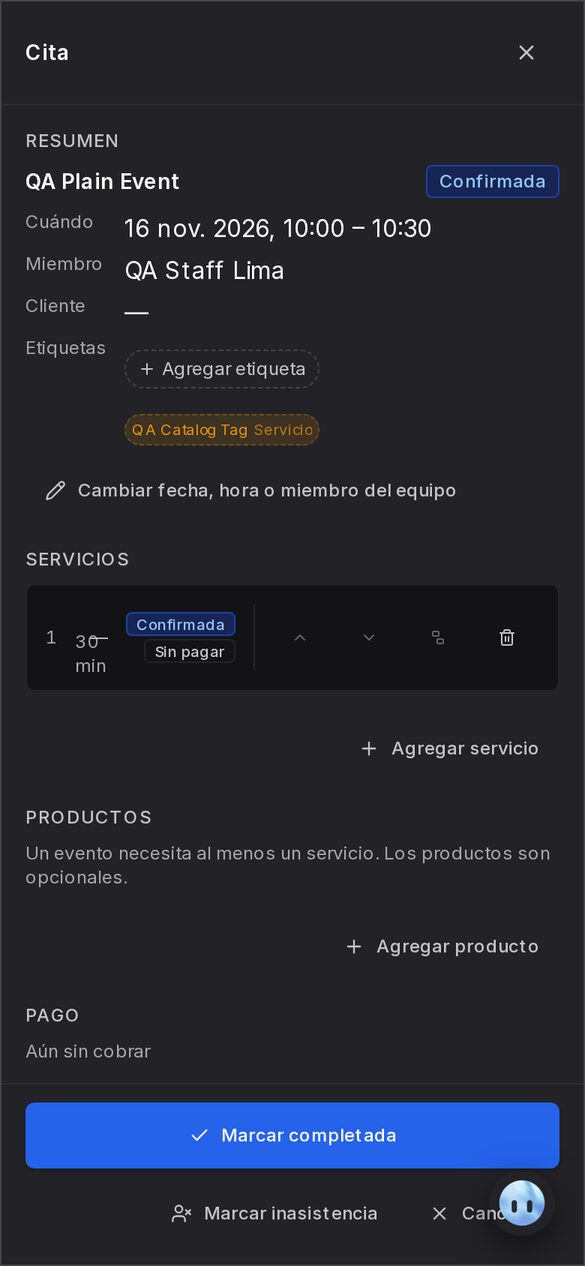 Cita
RESUMEN
QA Plain Event
Confirmada
Cuándo
16 nov. 2026, 10:00 – 10:30
Miembro
QA Staff Lima
Cliente
—
Etiquetas
+ Agregar etiqueta
QA Catalog Tag Servicio
Cambiar fecha, hora o miembro del equipo
SERVICIOS
1
—
30
min
Confirmada
Sin pagar
+ Agregar servicio
PRODUCTOS
Un evento necesita al menos un servicio. Los productos son
opcionales.
+ Agregar producto
PAGO
Aún sin cobrar
Marcar completada
Marcar inasistencia